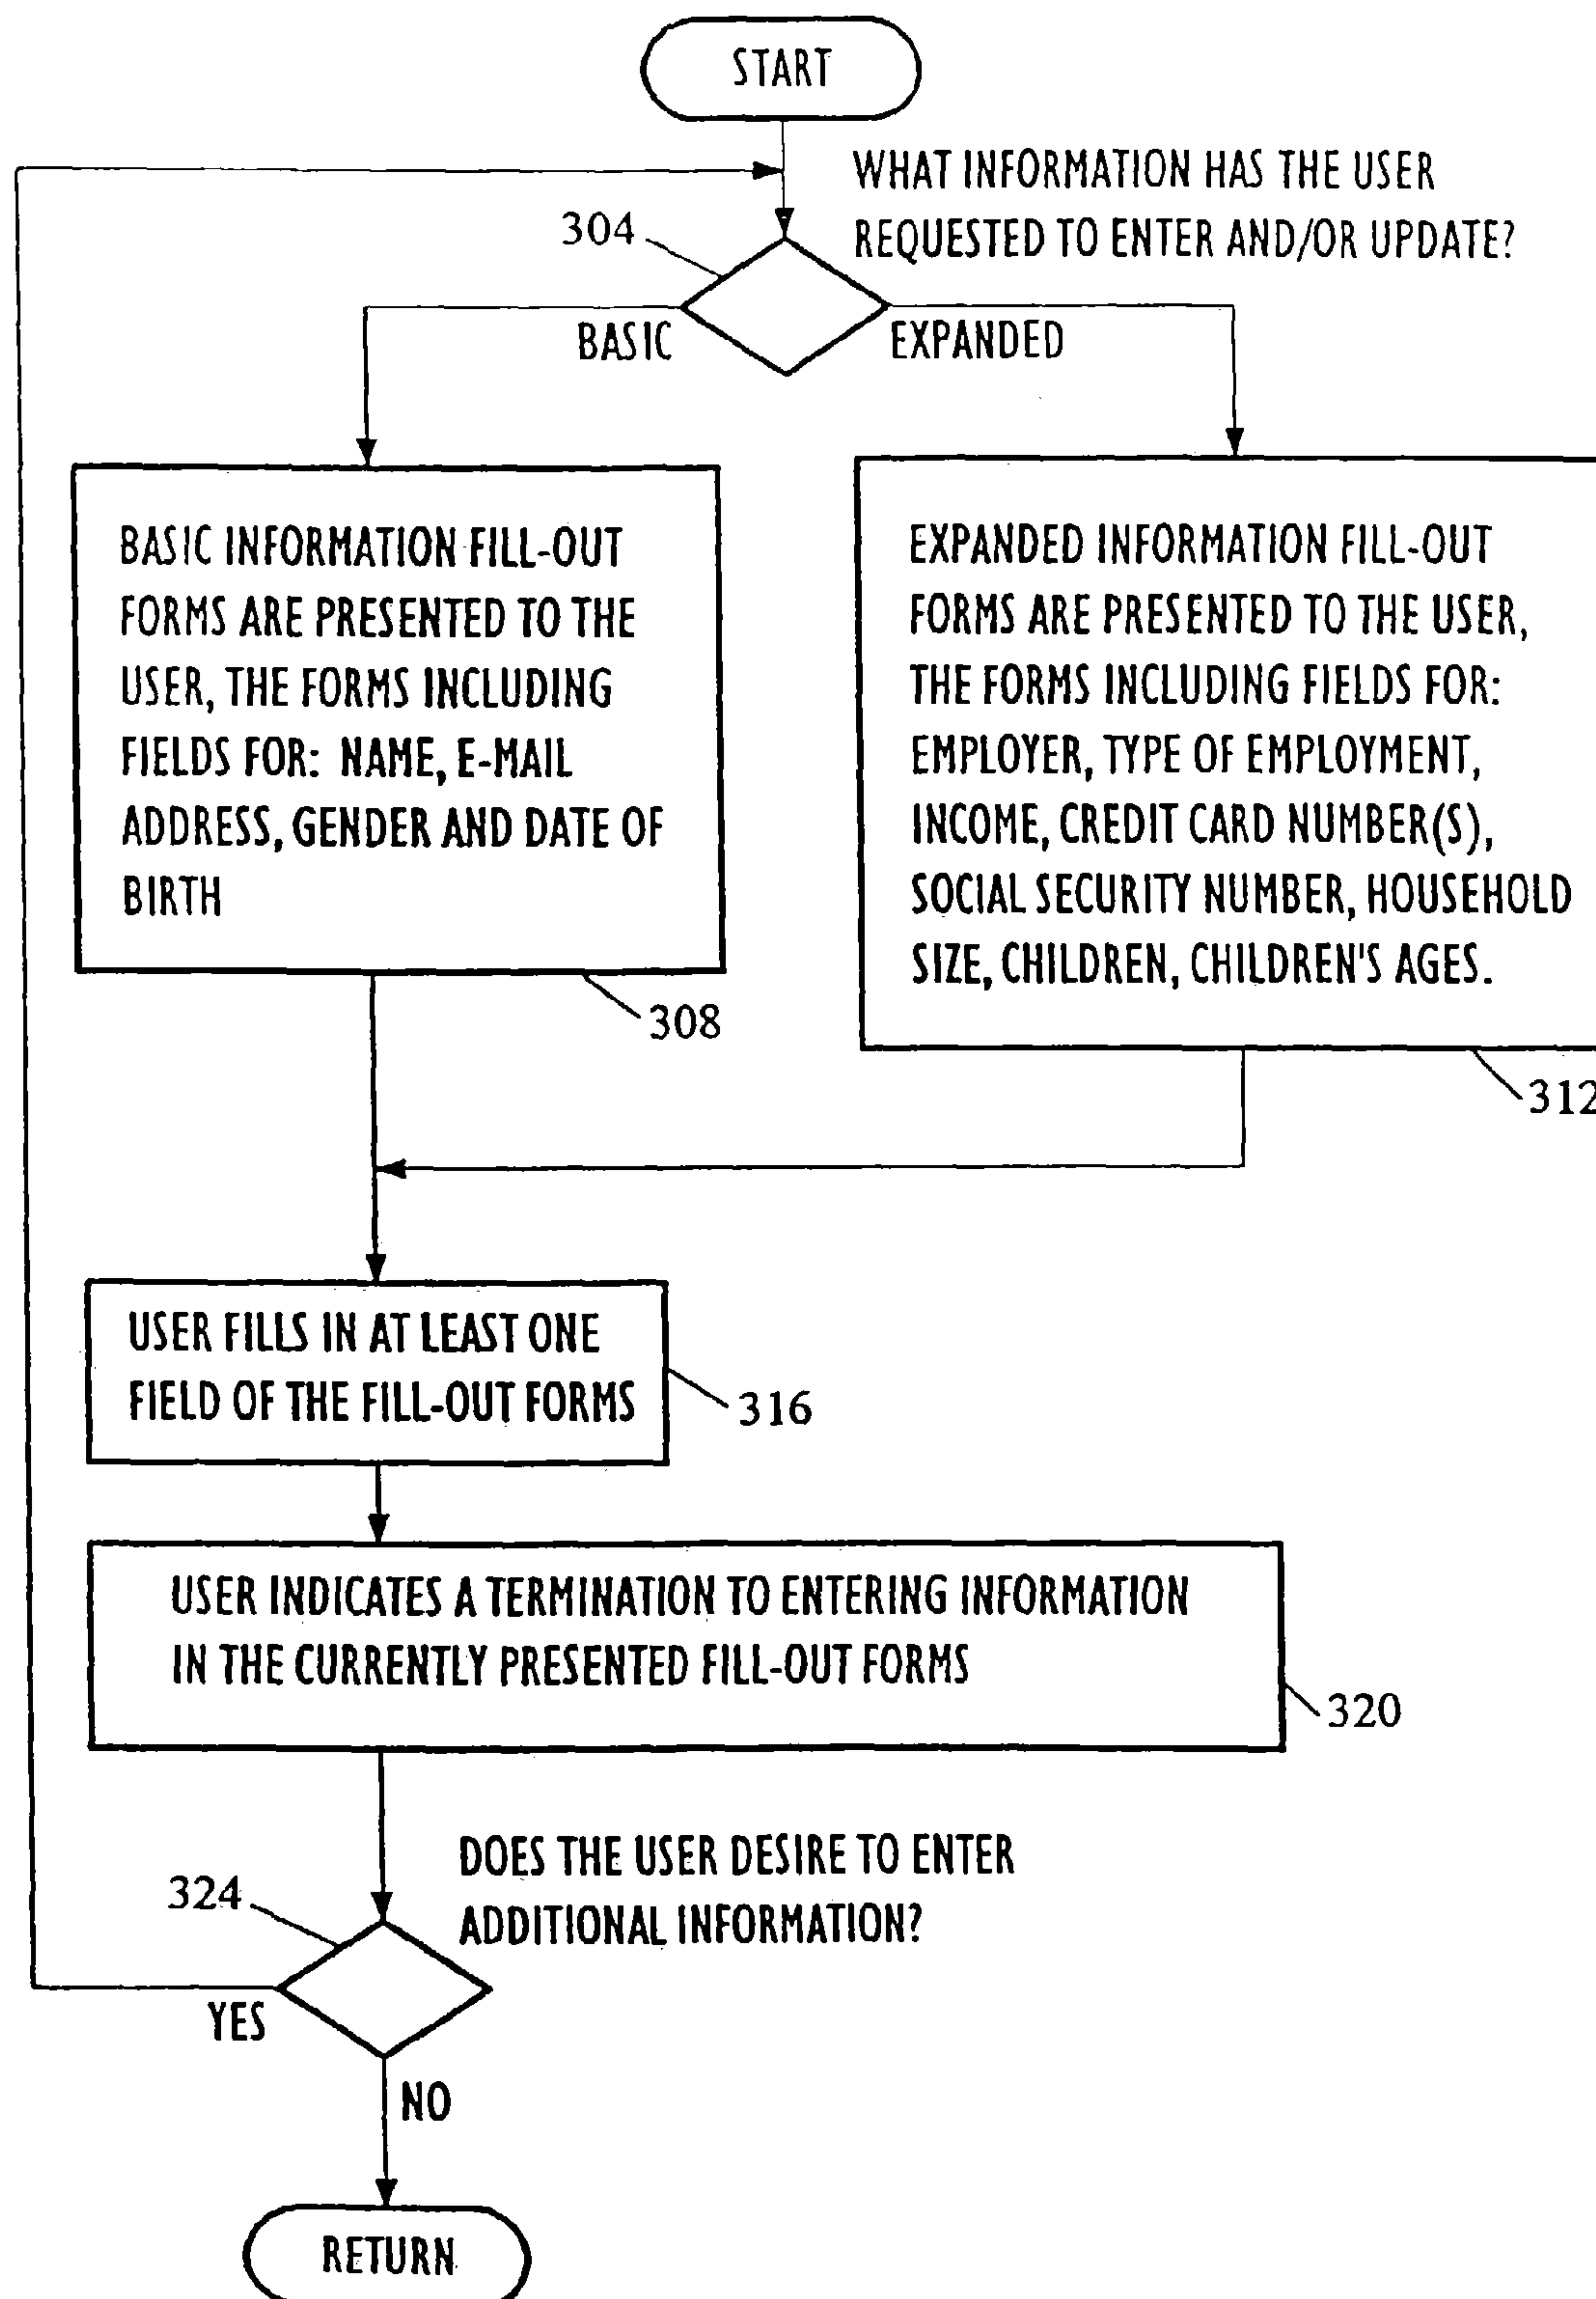 START
WHAT INFORMATION HAS THE USER
REQUESTED TO ENTER AND/OR UPDATE?
304
BASIC
EXPANDED
BASIC INFORMATION FILL-OUT
FORMS ARE PRESENTED TO THE
USER, THE FORMS INCLUDING
FIELDS FOR: NAME, E-MAIL
ADDRESS, GENDER AND DATE OF
BIRTH
308
EXPANDED INFORMATION FILL-OUT
FORMS ARE PRESENTED TO THE USER,
THE FORMS INCLUDING FIELDS FOR:
EMPLOYER, TYPE OF EMPLOYMENT,
INCOME, CREDIT CARD NUMBER(S),
SOCIAL SECURITY NUMBER, HOUSEHOLD
SIZE, CHILDREN, CHILDREN'S AGES.
312
USER FILLS IN AT LEAST ONE
FIELD OF THE FILL-OUT FORMS
316
USER INDICATES A TERMINATION TO ENTERING INFORMATION
IN THE CURRENTLY PRESENTED FILL-OUT FORMS
320
DOES THE USER DESIRE TO ENTER
ADDITIONAL INFORMATION?
324
YES
NO
RETURN